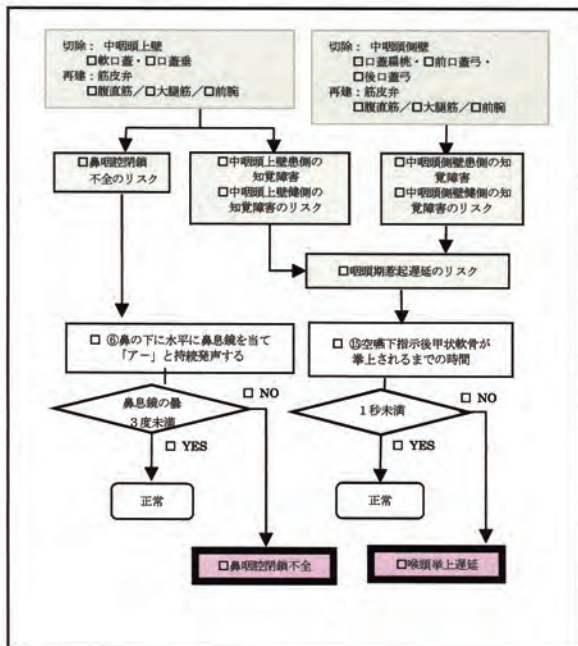 切除： 中咽頭上壁
□軟口蓋・□口蓋垂
再建：筋皮弁
□腹直筋／□大腿筋／□前腕
切除： 中咽頭側壁
□口蓋扁桃・□前口蓋弓・
□後口蓋弓
再建：筋皮弁
□腹直筋／□大腿筋／□前腕
□鼻咽腔閉鎖
不全のリスク
□中咽頭上壁患側の
知覚障害
□中咽頭上壁健側の
知覚障害のリスク
□中咽頭側壁患側の知
覚障害
□中咽頭側壁健側の知
覚障害のリスク
□咽頭期惹起遅延のリスク
□ ⑥鼻の下に水平に鼻息鏡を当て
「アー」と持続発声する
□ ⑮空嚥下指示後甲状軟骨が
挙上されるまでの時間
鼻息鏡の曇
３度未満
□ NO
□ YES
１秒未満
□ NO
□ YES
正常
正常
□鼻咽腔閉鎖不全
□喉頭挙上遅延